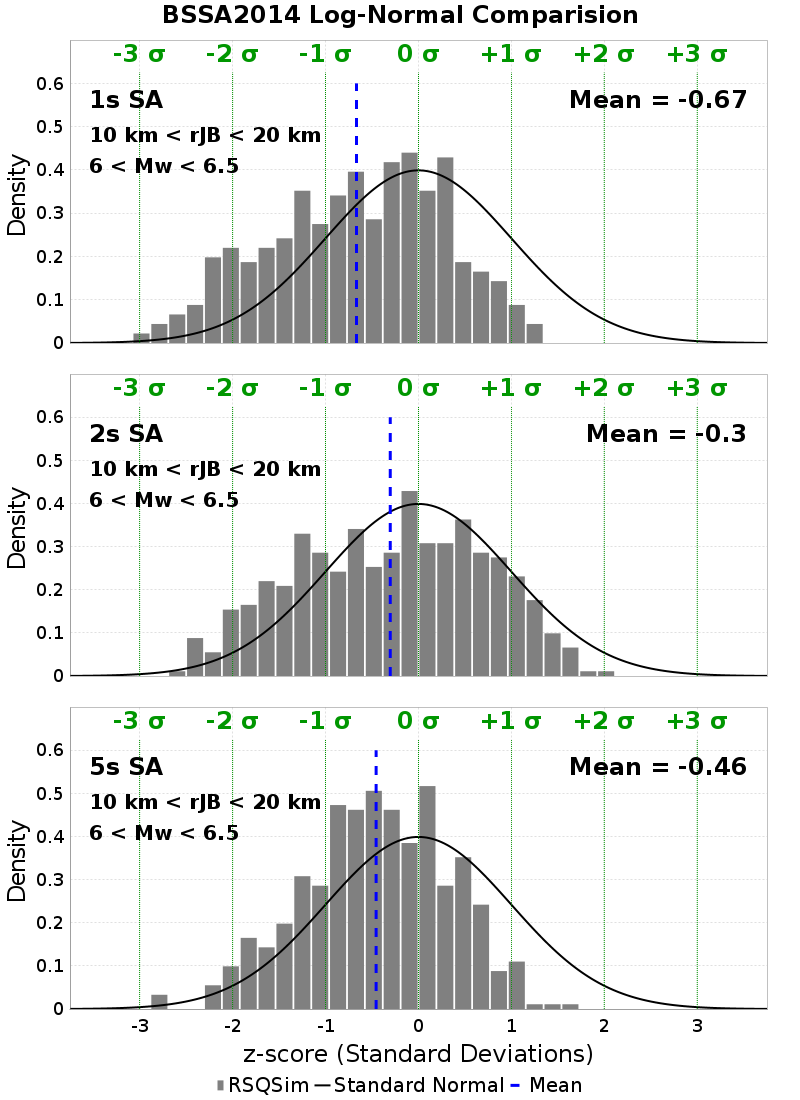 BSSA2014 Log-Normal Comparision
-3 σ -2 σ -1 σ 0 σ +1 σ +2 σ +3 σ
1s SA Mean = -0.67
10 km < rJB < 20 km
6 < Mw < 6.5
Density
0.6
0.5
0.4
0.3
0.2
0.1
0
-3 σ -2 σ -1 σ 0 σ +1 σ +2 σ +3 σ
2s SA Mean = -0.3
10 km < rJB < 20 km
6 < Mw < 6.5
Density
0.6
0.5
0.4
0.3
0.2
0.1
0
-3 σ -2 σ -1 σ 0 σ +1 σ +2 σ +3 σ
5s SA Mean = -0.46
10 km < rJB < 20 km
6 < Mw < 6.5
Density
0.6
0.5
0.4
0.3
0.2
0.1
0
-3 -2 -1 0 1 2 3
z-score (Standard Deviations)
RSQSim Standard Normal Mean